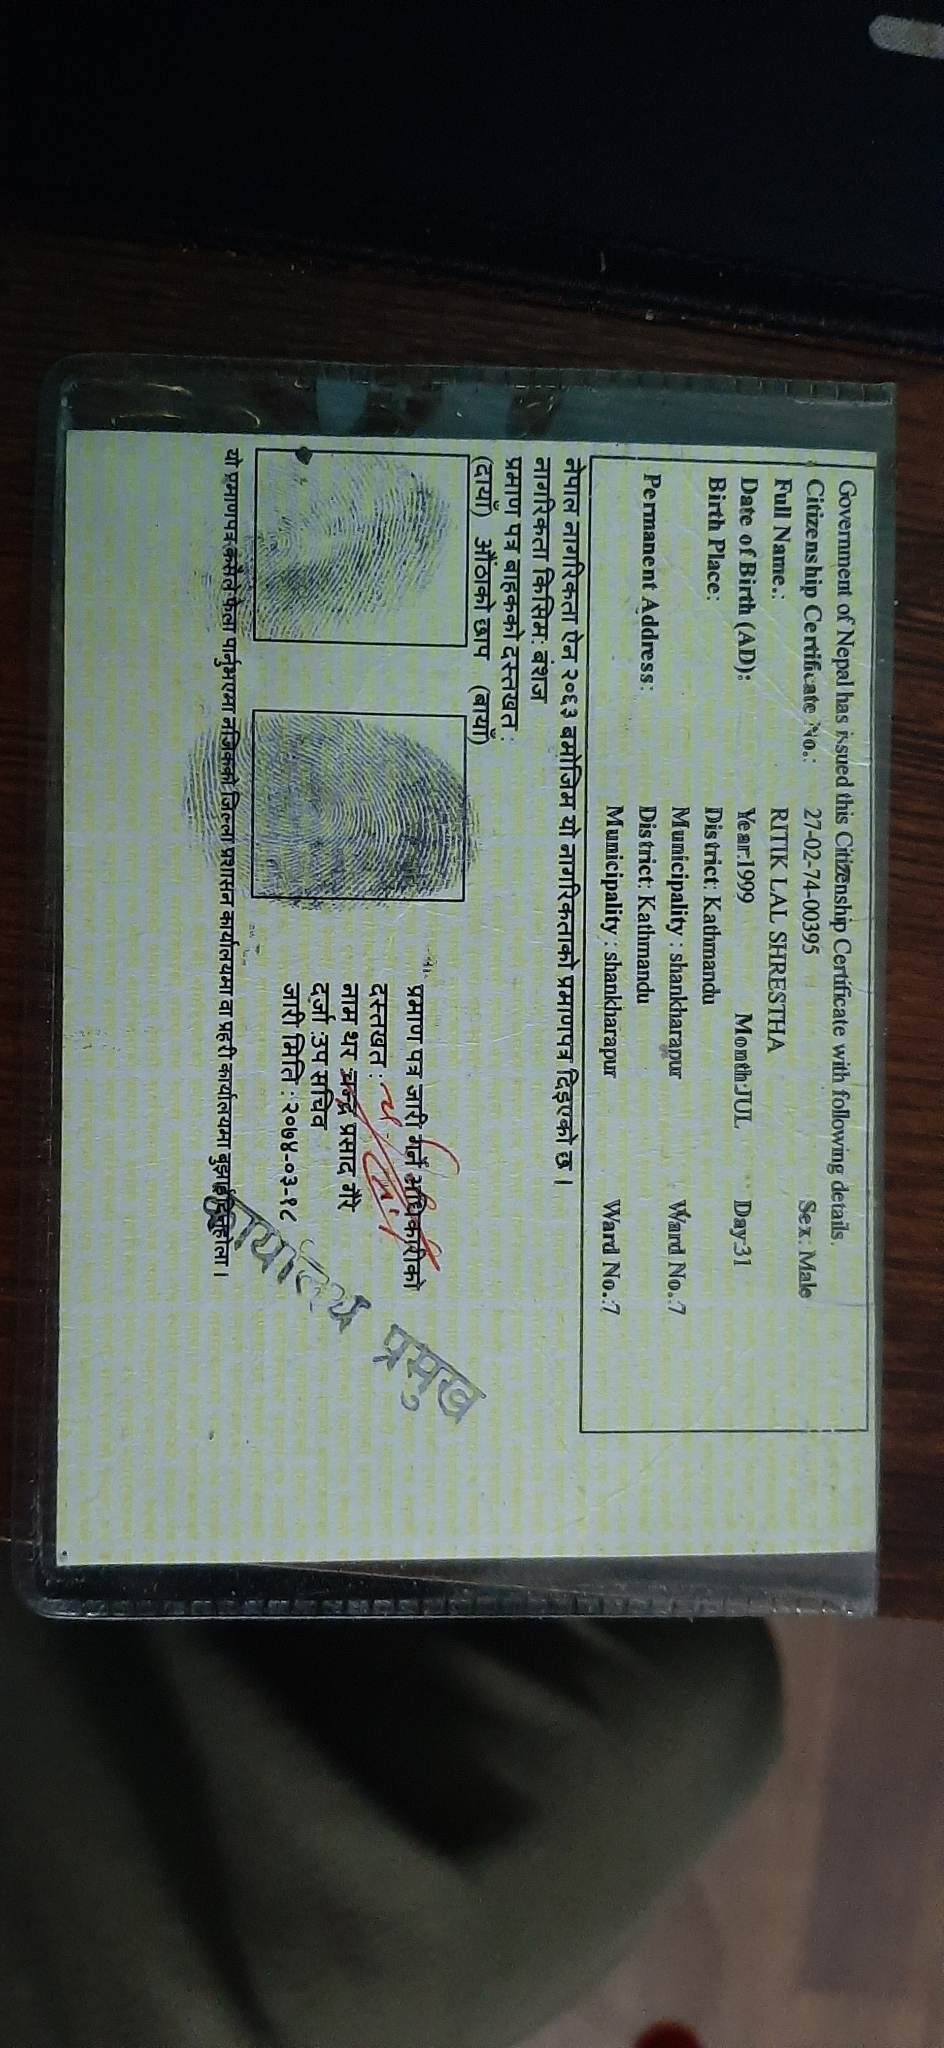 Government of Nepal has issued this Citizenship Certificate with following details.
Citizenship Certificate No.: 27-02-74-00395 Sex: Male
Full Name.: RITIK LAL SHRESTHA
Date of Birth (AD): Year:1999 Month:JUL Day:31
Birth Place: District: Kathmandu
Municipality : shankharapur Ward No.:7
Permanent Address: District: Kathmandu
Municipality : shankharapur Ward No.:7
नेपाल नागरिकता ऐन २०६३ बमोजिम यो नागरिकताको प्रमाणपत्र दिइएको छ ।
नागरिकता किसिम: बंशज
प्रमाण पत्र बाहकको दस्तखत :
(दायाँ) औंठाको छाप (बायाँ)
प्रमाण पत्र जारी गर्ने अधिकारीको
दस्तखत :
नाम थर :चन्द्र प्रसाद गैरे
दर्जा :उप सचिव
जारी मिति : २०७४-०३-१८
कार्यालय प्रमुख
यो प्रमाणपत्र कसैले फेला पार्नुभएमा नजिकको जिल्ला प्रशासन कार्यालयमा वा प्रहरी कार्यालयमा बुझाईदिनुहोला ।